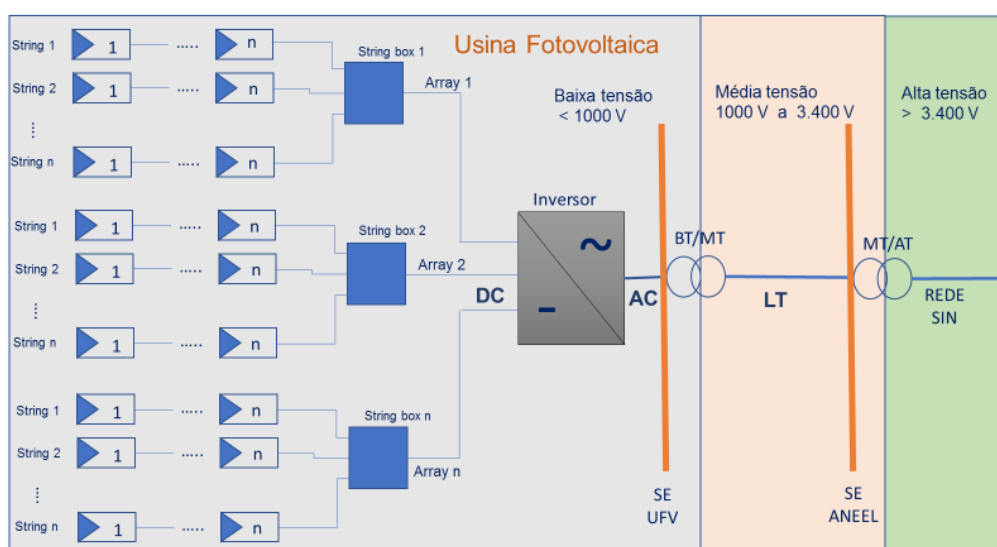 Usina Fotovoltaica
String 1
1
.....
n
String box 1
Array 1
String 2
1
.....
n
String n
1
.....
n
String 1
1
.....
n
String box 2
Array 2
String 2
1
.....
n
String n
1
.....
n
String 1
1
.....
n
String box n
Array n
String 2
1
.....
n
String n
1
.....
n
DC
Inversor
~
-
AC
Baixa tensão
< 1000 V
SE
UFV
BT/MT
Média tensão
1000 V a 3.400 V
LT
SE
ANEEL
MT/AT
Alta tensão
> 3.400 V
REDE
SIN